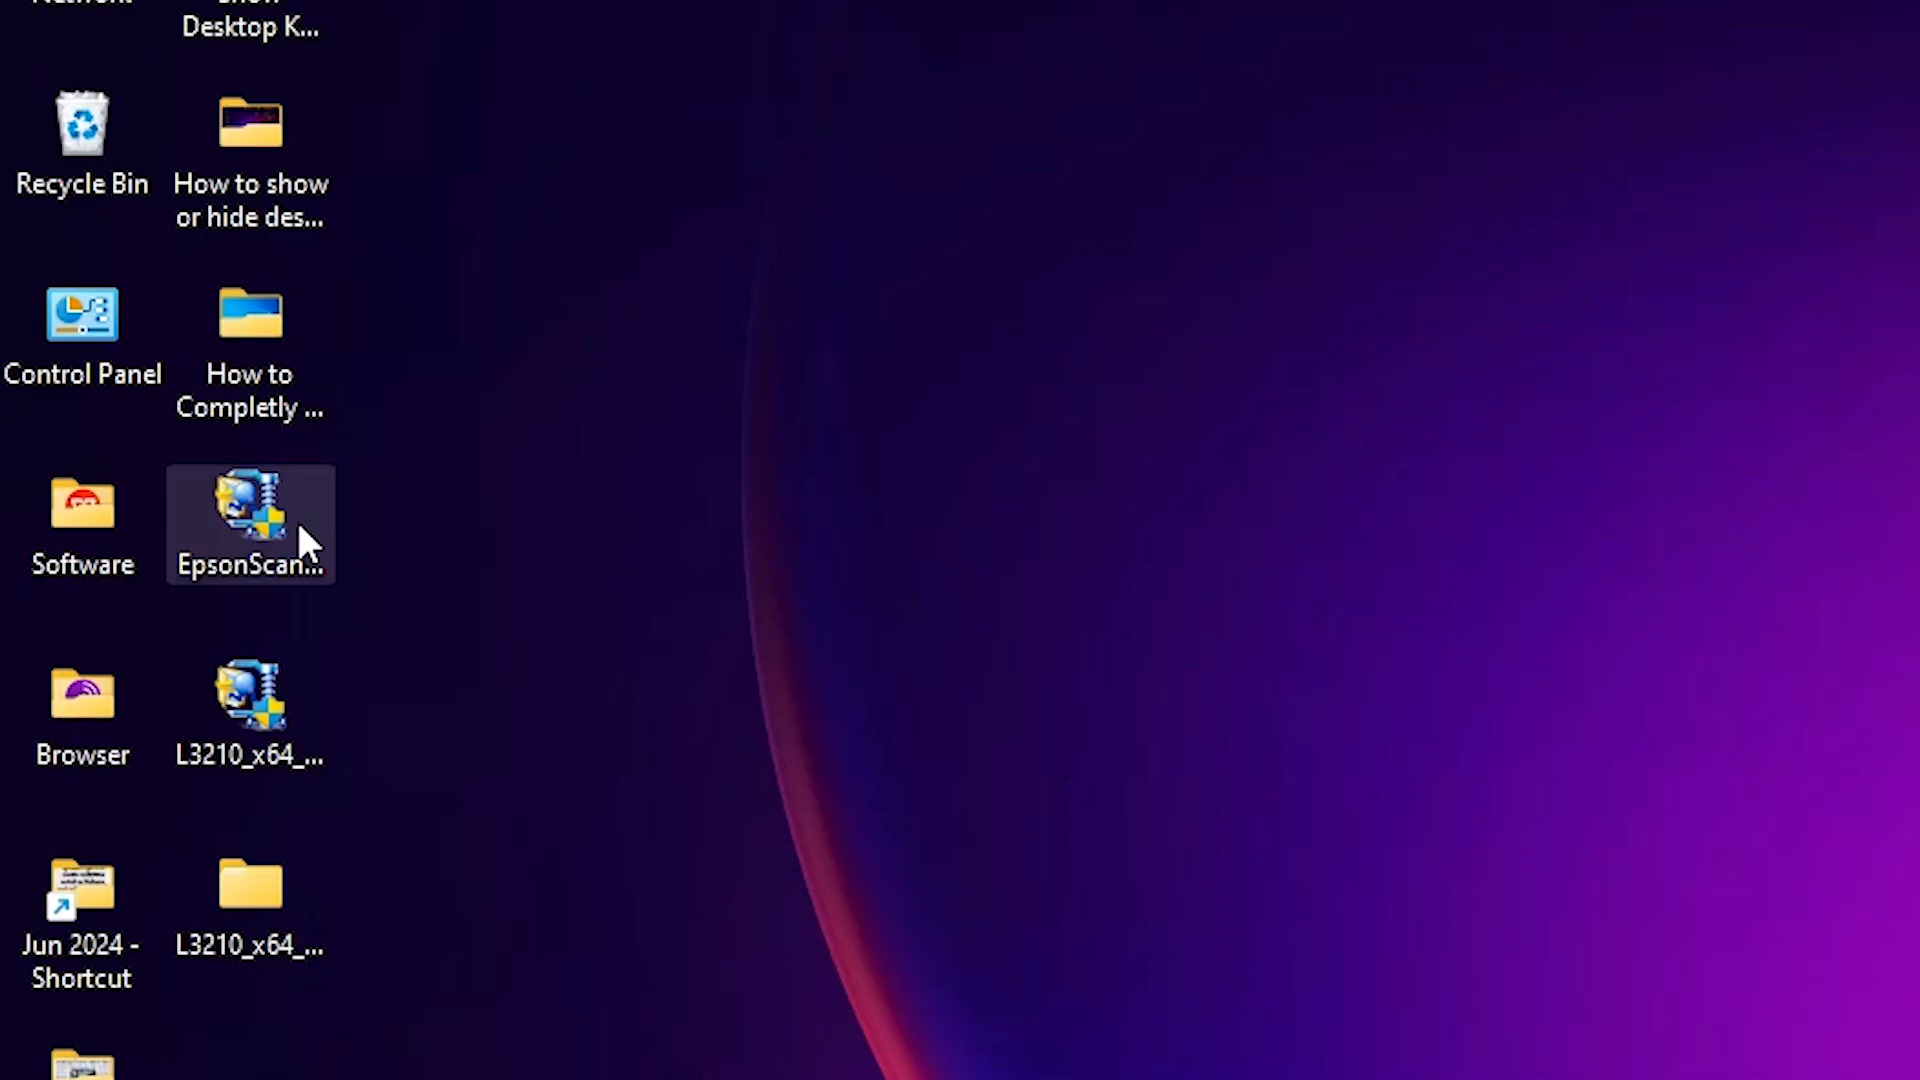 Desktop K...
Recycle Bin
How to show
or hide des...
Control Panel
How to
Completly ...
Software
EpsonScan...
Browser
L3210_x64_...
Jun 2024 -
Shortcut
L3210_x64_...